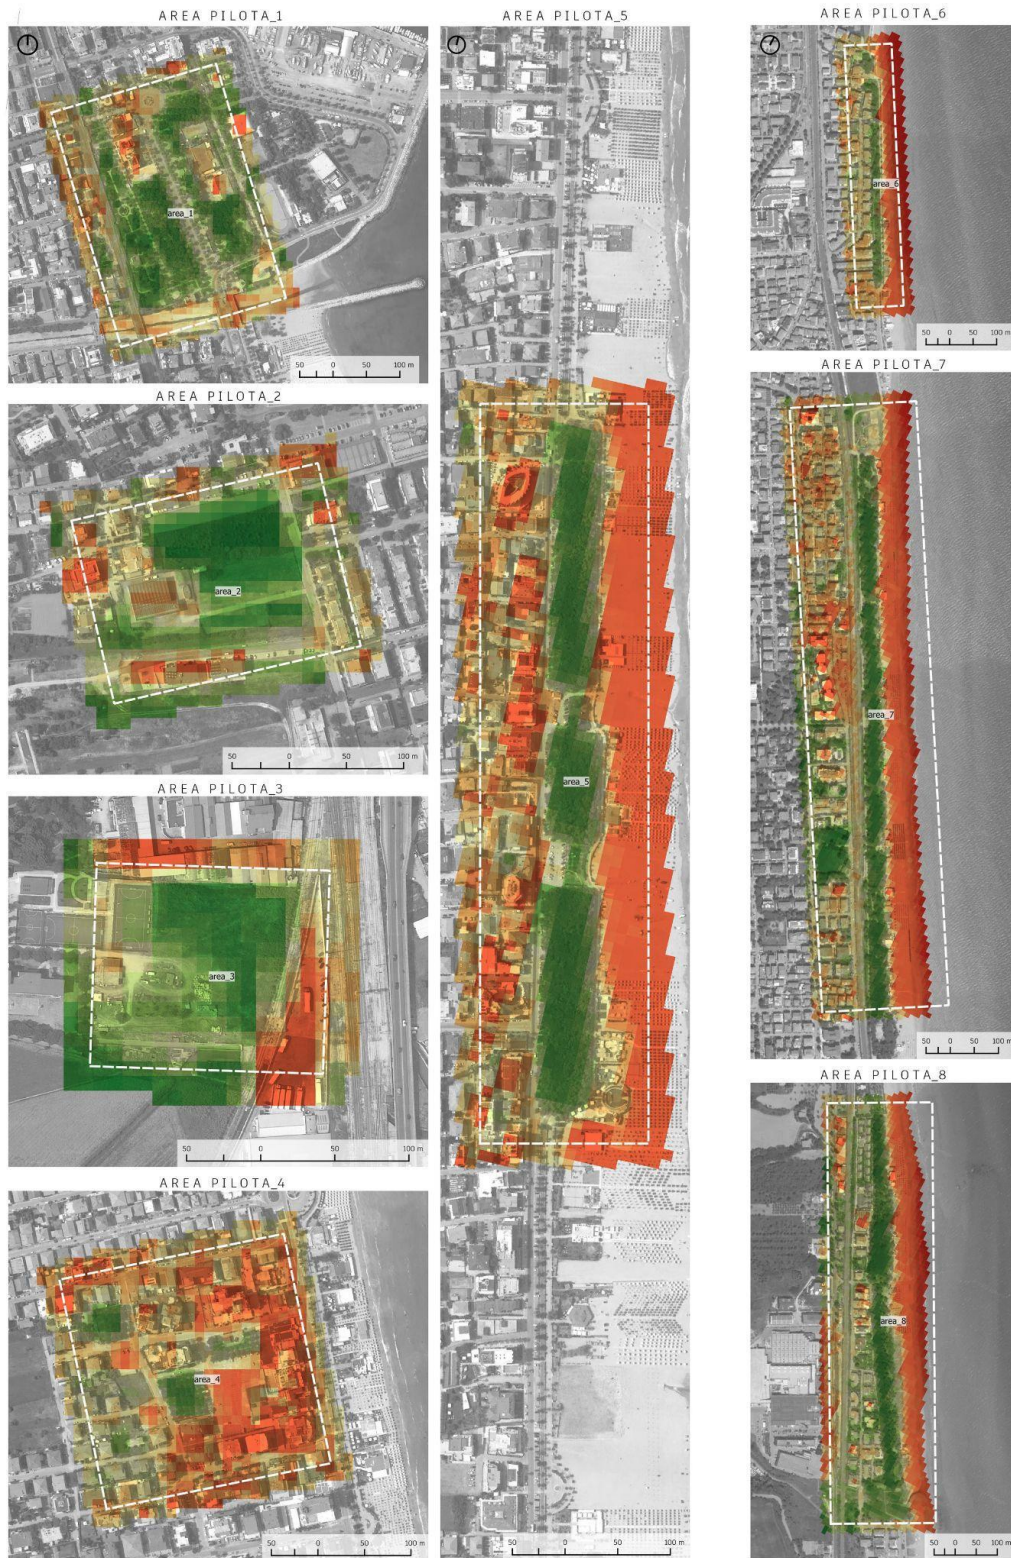 AREA PILOTA_1
area_1
50 0 50 100 m
AREA PILOTA_2
area_2
50 0 50 100 m
AREA PILOTA_3
area_3
50 0 50 100 m
AREA PILOTA_4
area_4
50 0 50 100 m
AREA PILOTA_5
area_5
50 0 50 100 m
AREA PILOTA_6
area_6
50 0 50 100 m
AREA PILOTA_7
area_7
50 0 50 100 m
AREA PILOTA_8
area_8
50 0 50 100 m